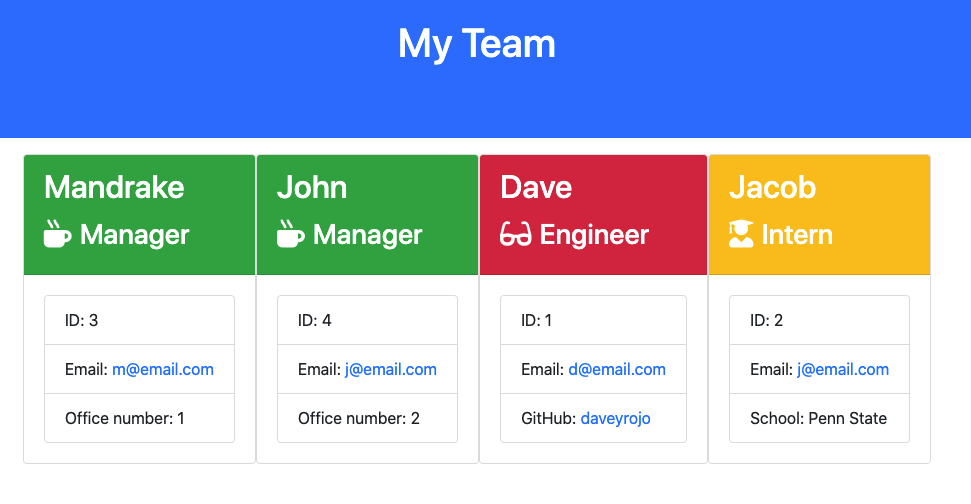 My Team
Mandrake
Manager
ID: 3
Email: m@email.com
Office number: 1
John
Manager
ID: 4
Email: j@email.com
Office number: 2
Dave
Engineer
ID: 1
Email: d@email.com
GitHub: daveyrojo
Jacob
Intern
ID: 2
Email: j@email.com
School: Penn State